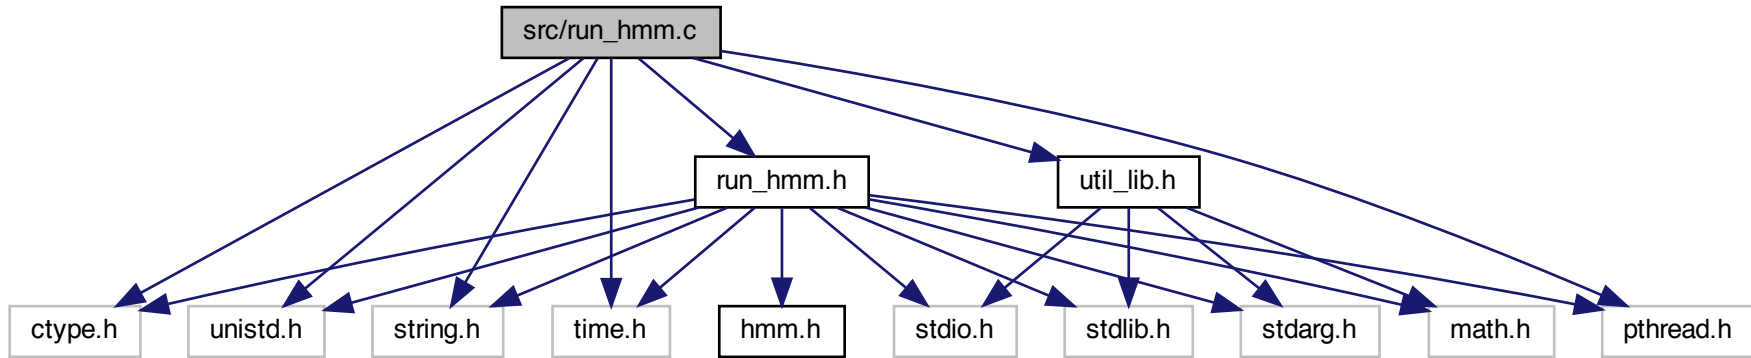 src/run_hmm.c
run_hmm.h
util_lib.h
ctype.h
unistd.h
string.h
time.h
hmm.h
stdio.h
stdlib.h
stdarg.h
math.h
pthread.h